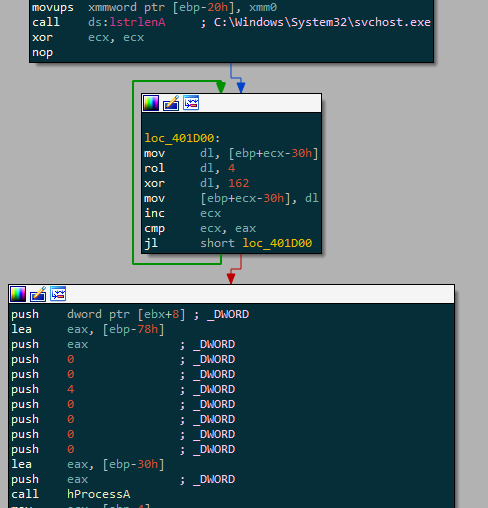 movups  xmmword ptr [ebp-20h], xmm0
call    ds:lstrlenA     ; C:\Windows\System32\svchost.exe
xor     ecx, ecx
nop
loc_401D00:
mov     dl, [ebp+ecx-30h]
rol     dl, 4
xor     dl, 162
mov     [ebp+ecx-30h], dl
inc     ecx
cmp     ecx, eax
jl      short loc_401D00
push    dword ptr [ebx+8] ; _DWORD
lea     eax, [ebp-78h]
push    eax             ; _DWORD
push    0               ; _DWORD
push    0               ; _DWORD
push    4               ; _DWORD
push    0               ; _DWORD
push    0               ; _DWORD
push    0               ; _DWORD
push    0               ; _DWORD
lea     eax, [ebp-30h]
push    eax             ; _DWORD
call    hProcessA